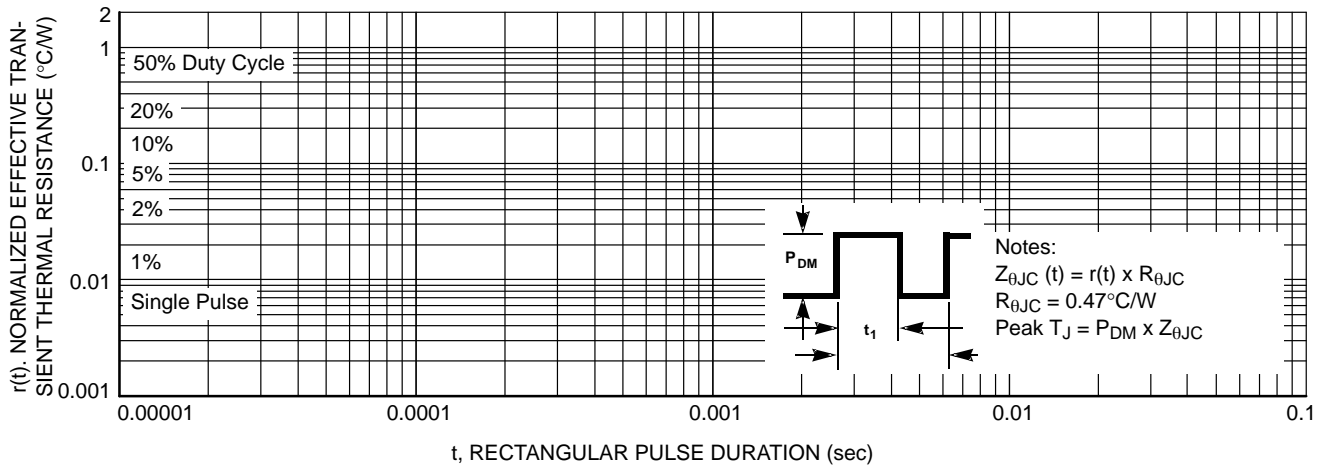 r(t). NORMALIZED EFFECTIVE TRAN-
SIENT THERMAL RESISTANCE (°C/W)
2
1
0.1
0.01
0.001
50% Duty Cycle
20%
10%
5%
2%
1%
Single Pulse
P_DM
t_1
Notes:
Z_θJC (t) = r(t) x R_θJC
R_θJC = 0.47°C/W
Peak T_J = P_DM x Z_θJC
0.00001
0.0001
0.001
0.01
0.1
t, RECTANGULAR PULSE DURATION (sec)